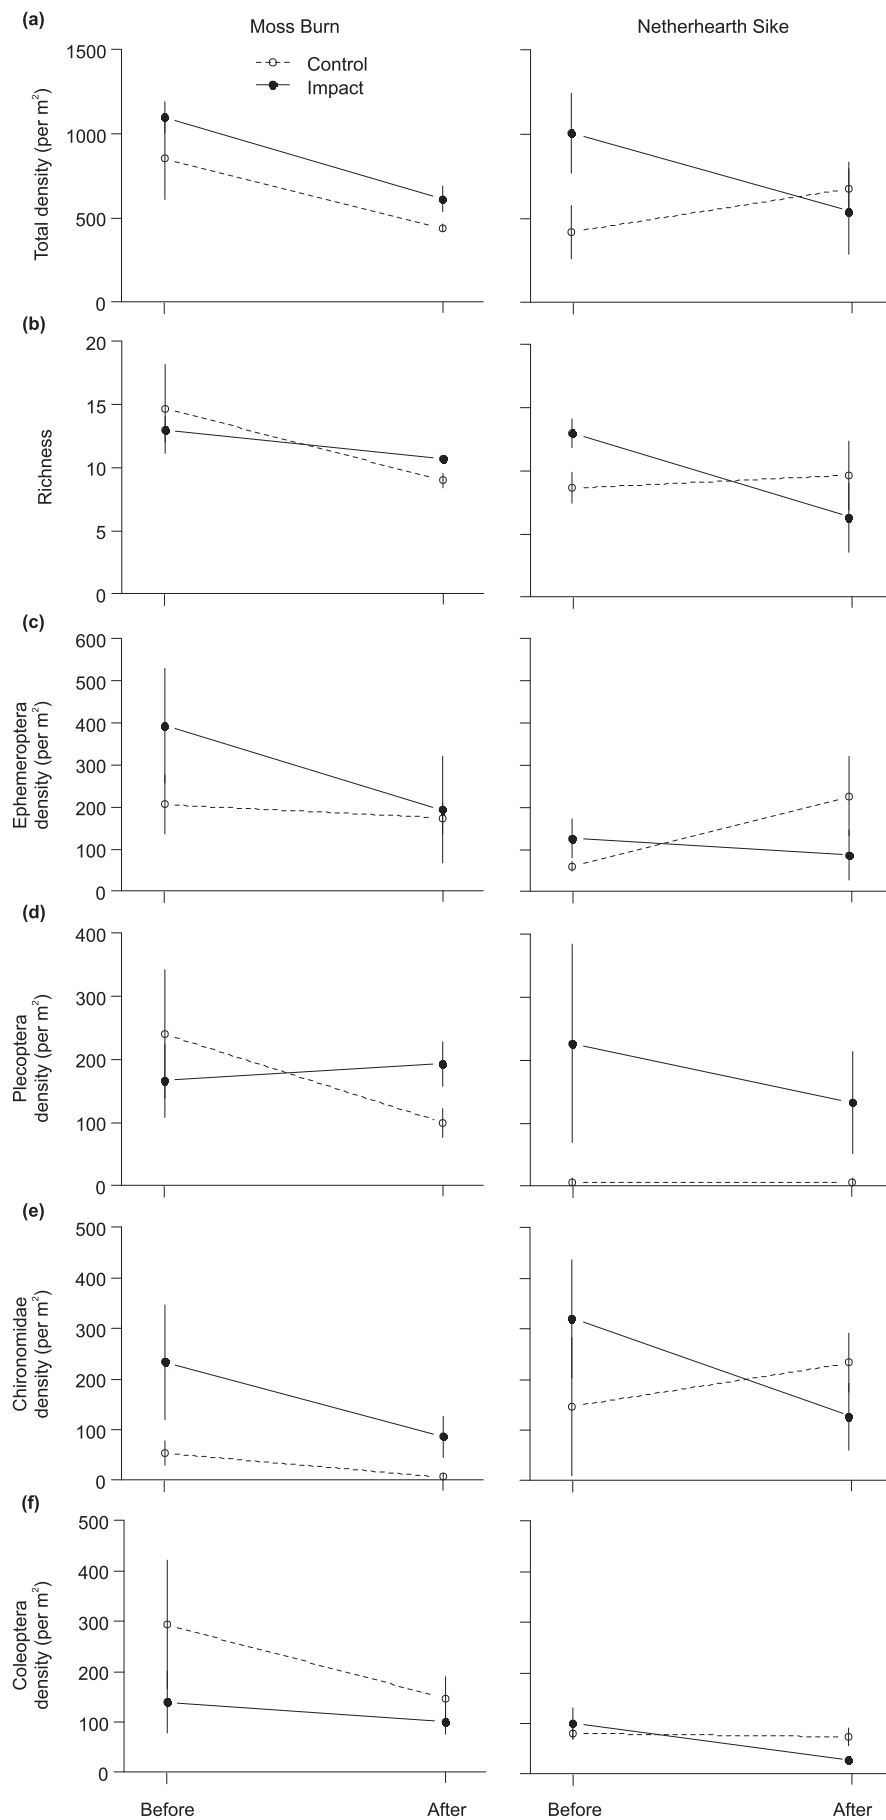 (a)
Moss Burn
Netherhearth Sike
Control
Impact
Total density (per m²)
1500
1000
500
0
(b)
Richness
20
15
10
5
0
(c)
Ephemeroptera
density (per m²)
600
500
400
300
200
100
0
(d)
Plecoptera
density (per m²)
400
300
200
100
0
(e)
Chironomidae
density (per m²)
500
400
300
200
100
0
(f)
Coleoptera
density (per m²)
500
400
300
200
100
0
Before
After
Before
After